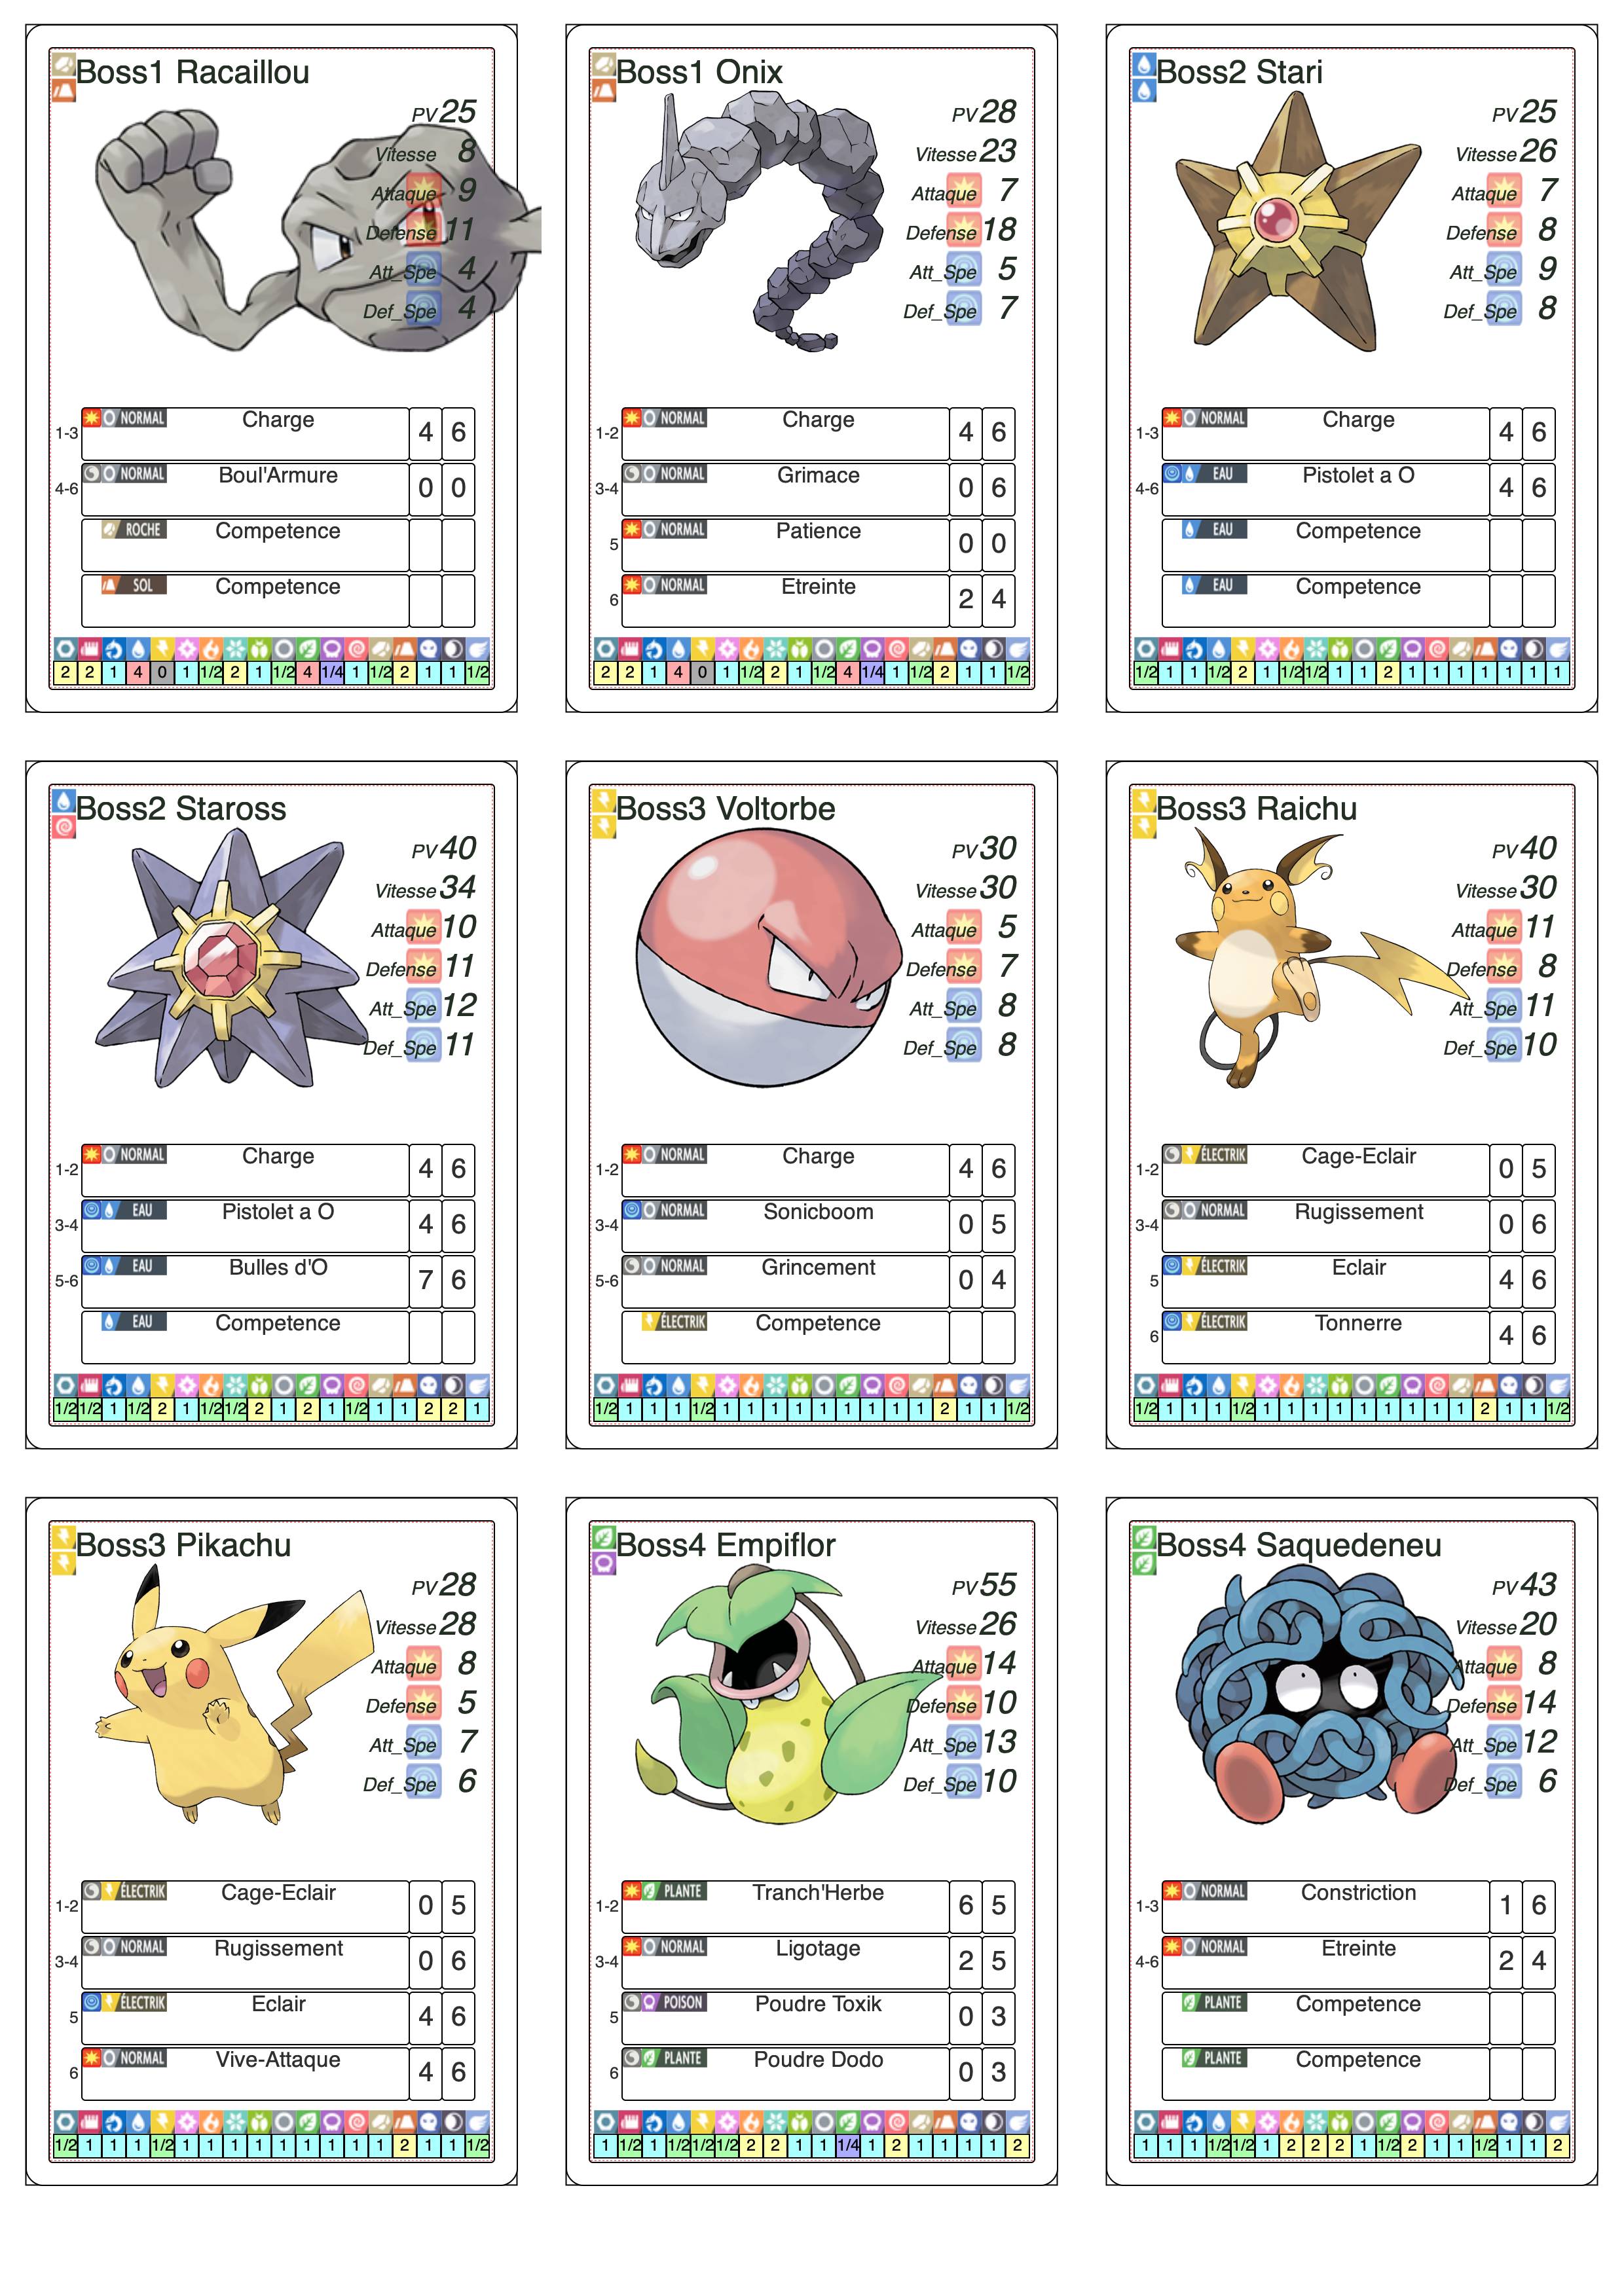 Boss1 Racaillou
PV 25
Vitesse 8
Attaque 9
Defense 11
Att_Spe 4
Def_Spe 4
1-3 NORMAL Charge 4 6
4-6 NORMAL Boul'Armure 0 0
ROCHE Competence
SOL Competence
2 2 1 4 0 1 1/2 2 1 1/2 4 1/4 1 1/2 2 1 1 1/2
Boss1 Onix
PV 28
Vitesse 23
Attaque 7
Defense 18
Att_Spe 5
Def_Spe 7
1-2 NORMAL Charge 4 6
3-4 NORMAL Grimace 0 6
5 NORMAL Patience 0 0
6 NORMAL Etreinte 2 4
2 2 1 4 0 1 1/2 2 1 1/2 4 1/4 1 1/2 2 1 1 1/2
Boss2 Stari
PV 25
Vitesse 26
Attaque 7
Defense 8
Att_Spe 9
Def_Spe 8
1-3 NORMAL Charge 4 6
4-6 EAU Pistolet a O 4 6
EAU Competence
EAU Competence
1/2 1 1 1/2 2 1 1/2 1/2 1 1 2 1 1 1 1 1 1 1
Boss2 Staross
PV 40
Vitesse 34
Attaque 10
Defense 11
Att_Spe 12
Def_Spe 11
1-2 NORMAL Charge 4 6
3-4 EAU Pistolet a O 4 6
5-6 EAU Bulles d'O 7 6
EAU Competence
1/2 1/2 1 1/2 2 1 1/2 1/2 2 1 2 1 1/2 1 1 2 2 1
Boss3 Voltorbe
PV 30
Vitesse 30
Attaque 5
Defense 7
Att_Spe 8
Def_Spe 8
1-2 NORMAL Charge 4 6
3-4 NORMAL Sonicboom 0 5
5-6 NORMAL Grincement 0 4
ÉLECTRIK Competence
1/2 1 1 1 1/2 1 1 1 1 1 1 1 1 1 2 1 1 1/2
Boss3 Raichu
PV 40
Vitesse 30
Attaque 11
Defense 8
Att_Spe 11
Def_Spe 10
1-2 ÉLECTRIK Cage-Eclair 0 5
3-4 NORMAL Rugissement 0 6
5 ÉLECTRIK Eclair 4 6
6 ÉLECTRIK Tonnerre 4 6
1/2 1 1 1 1/2 1 1 1 1 1 1 1 1 1 2 1 1 1/2
Boss3 Pikachu
PV 28
Vitesse 28
Attaque 8
Defense 5
Att_Spe 7
Def_Spe 6
1-2 ÉLECTRIK Cage-Eclair 0 5
3-4 NORMAL Rugissement 0 6
5 ÉLECTRIK Eclair 4 6
6 NORMAL Vive-Attaque 4 6
1/2 1 1 1 1/2 1 1 1 1 1 1 1 1 1 2 1 1 1/2
Boss4 Empiflor
PV 55
Vitesse 26
Attaque 14
Defense 10
Att_Spe 13
Def_Spe 10
1-2 PLANTE Tranch'Herbe 6 5
3-4 NORMAL Ligotage 2 5
5 POISON Poudre Toxik 0 3
6 PLANTE Poudre Dodo 0 3
1 1/2 1 1/2 1/2 1/2 2 2 1 1 1/4 1 2 1 1 1 1 2
Boss4 Saquedeneu
PV 43
Vitesse 20
Attaque 8
Defense 14
Att_Spe 12
Def_Spe 6
1-3 NORMAL Constriction 1 6
4-6 NORMAL Etreinte 2 4
PLANTE Competence
PLANTE Competence
1 1 1 1/2 1/2 1 2 2 2 1 1/2 2 1 1 1/2 1 1 2